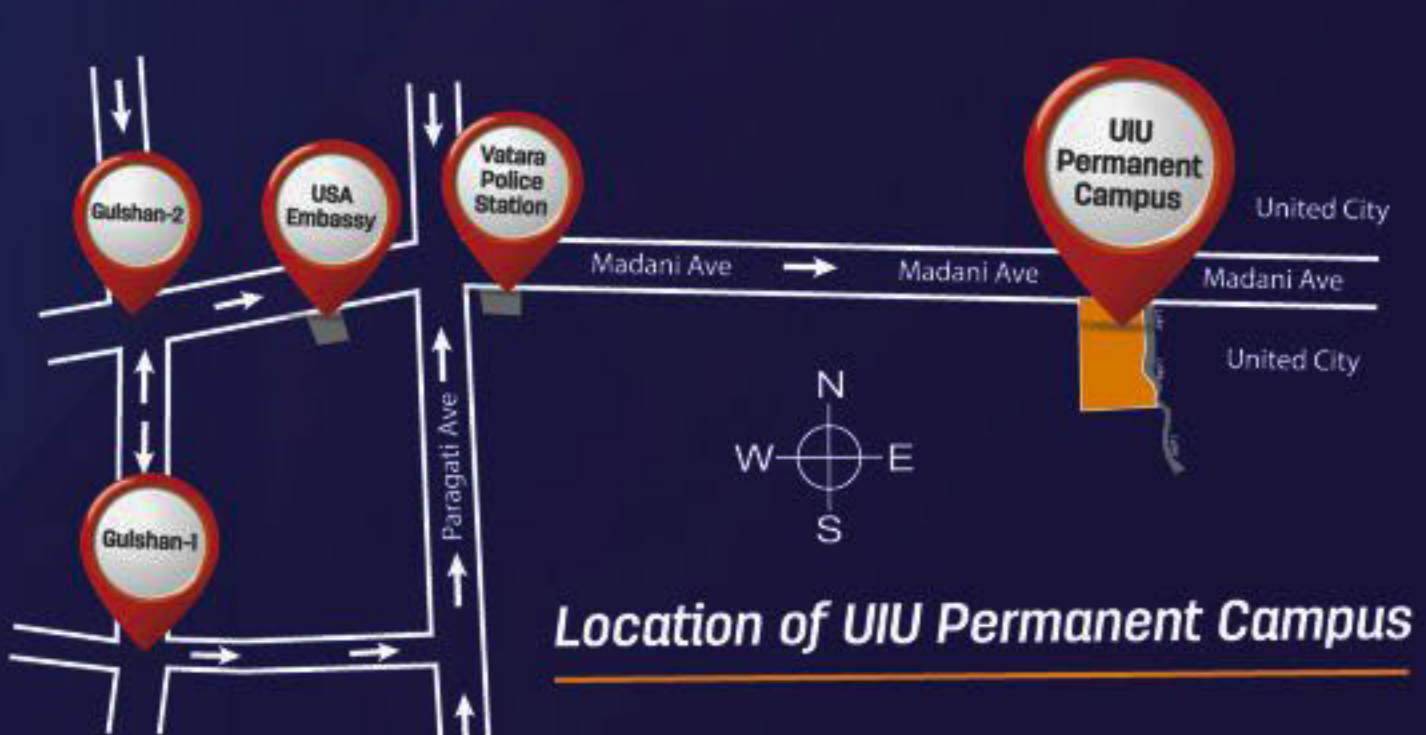 Gulshan-2
USA
Embassy
Vatara
Police
Station
UIU
Permanent
Campus
United City
Madani Ave
Madani Ave
Madani Ave
United City
N
W
E
S
Paragati Ave
Gulshan-1
Location of UIU Permanent Campus